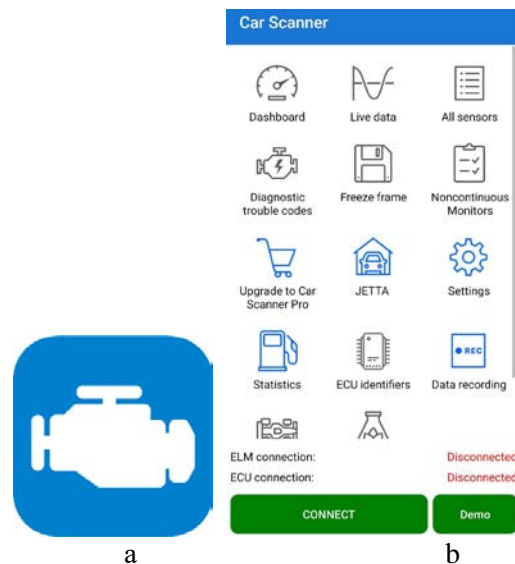 Car Scanner
Dashboard
Live data
All sensors
Diagnostic
trouble codes
Freeze frame
Noncontinuous
Monitors
Upgrade to Car
Scanner Pro
JETTA
Settings
REC
Statistics
ECU identifiers
Data recording
ELM connection: Disconnected
ECU connection: Disconnected
CONNECT
Demo
a
b